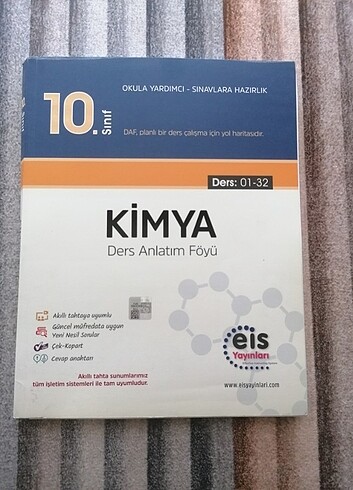 OKULA YARDIMCI - SINAVLARA HAZIRLIK
10. Sınıf
DAF, planlı bir ders çalışma için yol haritasıdır.
Ders: 01-32
KİMYA
Ders Anlatım Föyü
Akıllı tahtaya uyumlu
Güncel müfredata uygun
Yeni Nesil Sorular
Çek-Kopart
Cevap anahtarı
eis
Yayınları
Akıllı tahta sunumlarımız
tüm işletim sistemleri ile tam uyumludur.
www.eisyayinlari.com